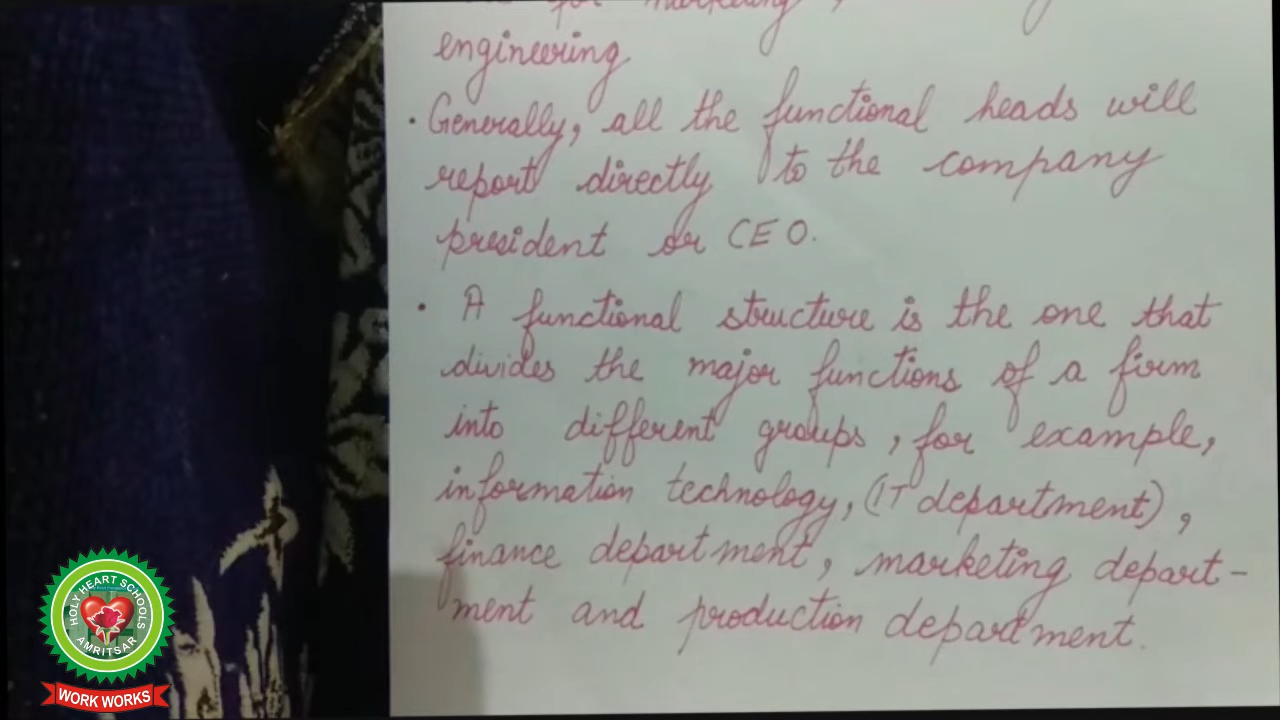 for marketing,
engineering
• Generally, all the functional heads will
report directly to the company
president or CEO.
• A functional structure is the one that
divides the major functions of a firm
into different groups, for example,
information technology, (IT department),
finance department, marketing depart-
ment and production department.
HOLY HEART SCHOOLS
AMRITSAR
WORK WORKS